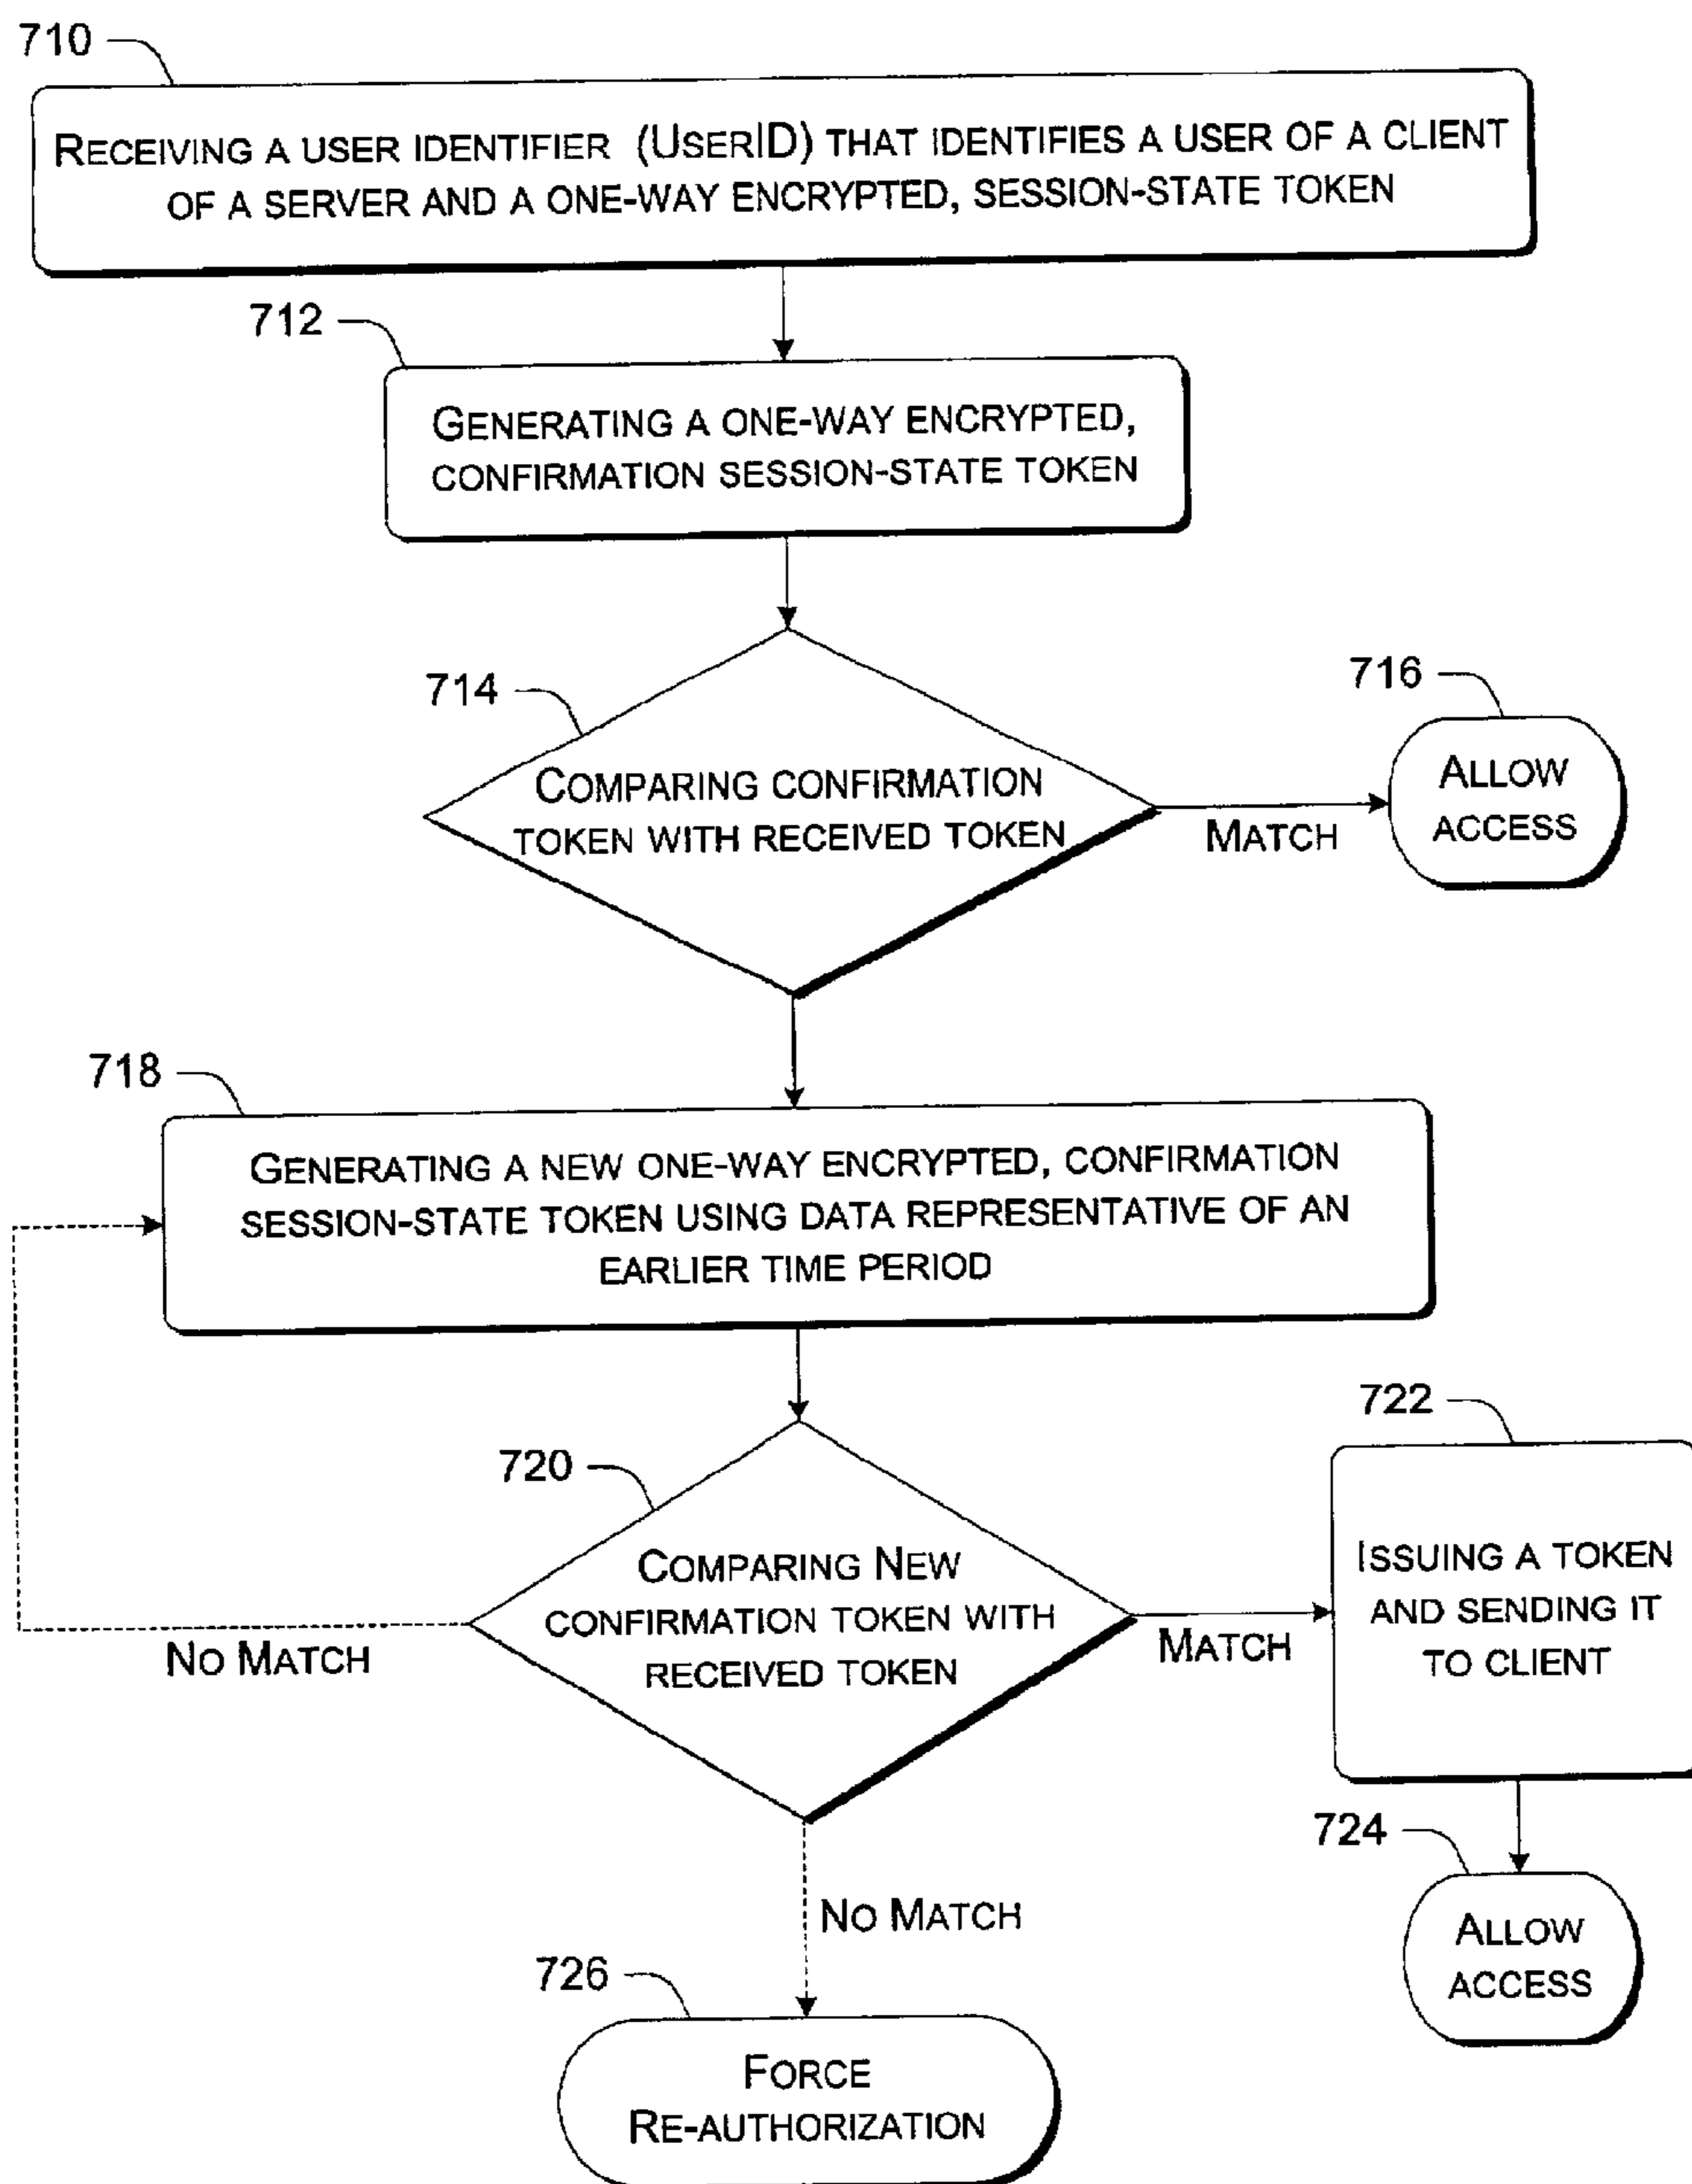 710
RECEIVING A USER IDENTIFIER (USERID) THAT IDENTIFIES A USER OF A CLIENT
OF A SERVER AND A ONE-WAY ENCRYPTED, SESSION-STATE TOKEN
712
GENERATING A ONE-WAY ENCRYPTED,
CONFIRMATION SESSION-STATE TOKEN
714
COMPARING CONFIRMATION
TOKEN WITH RECEIVED TOKEN
MATCH
716
ALLOW
ACCESS
718
GENERATING A NEW ONE-WAY ENCRYPTED, CONFIRMATION
SESSION-STATE TOKEN USING DATA REPRESENTATIVE OF AN
EARLIER TIME PERIOD
720
COMPARING NEW
CONFIRMATION TOKEN WITH
RECEIVED TOKEN
NO MATCH
MATCH
722
ISSUING A TOKEN
AND SENDING IT
TO CLIENT
724
ALLOW
ACCESS
NO MATCH
726
FORCE
RE-AUTHORIZATION